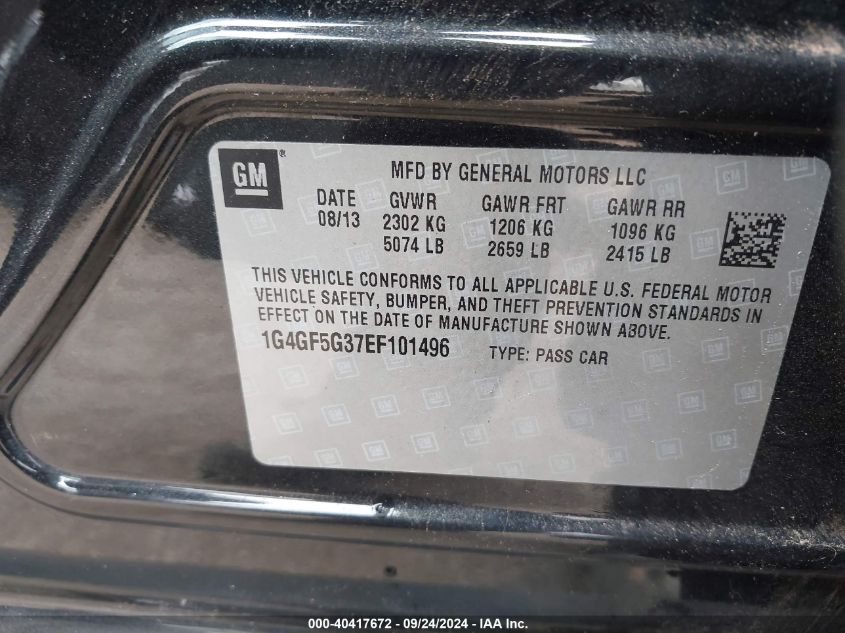 GM®
MFD BY GENERAL MOTORS LLC
DATE GVWR GAWR FRT GAWR RR
08/13 2302 KG 1206 KG 1096 KG
5074 LB 2659 LB 2415 LB
THIS VEHICLE CONFORMS TO ALL APPLICABLE U.S. FEDERAL MOTOR
VEHICLE SAFETY, BUMPER, AND THEFT PREVENTION STANDARDS IN
EFFECT ON THE DATE OF MANUFACTURE SHOWN ABOVE.
1G4GF5G37EF101496 TYPE: PASS CAR
000-40417672 - 09/24/2024 - IAA Inc.